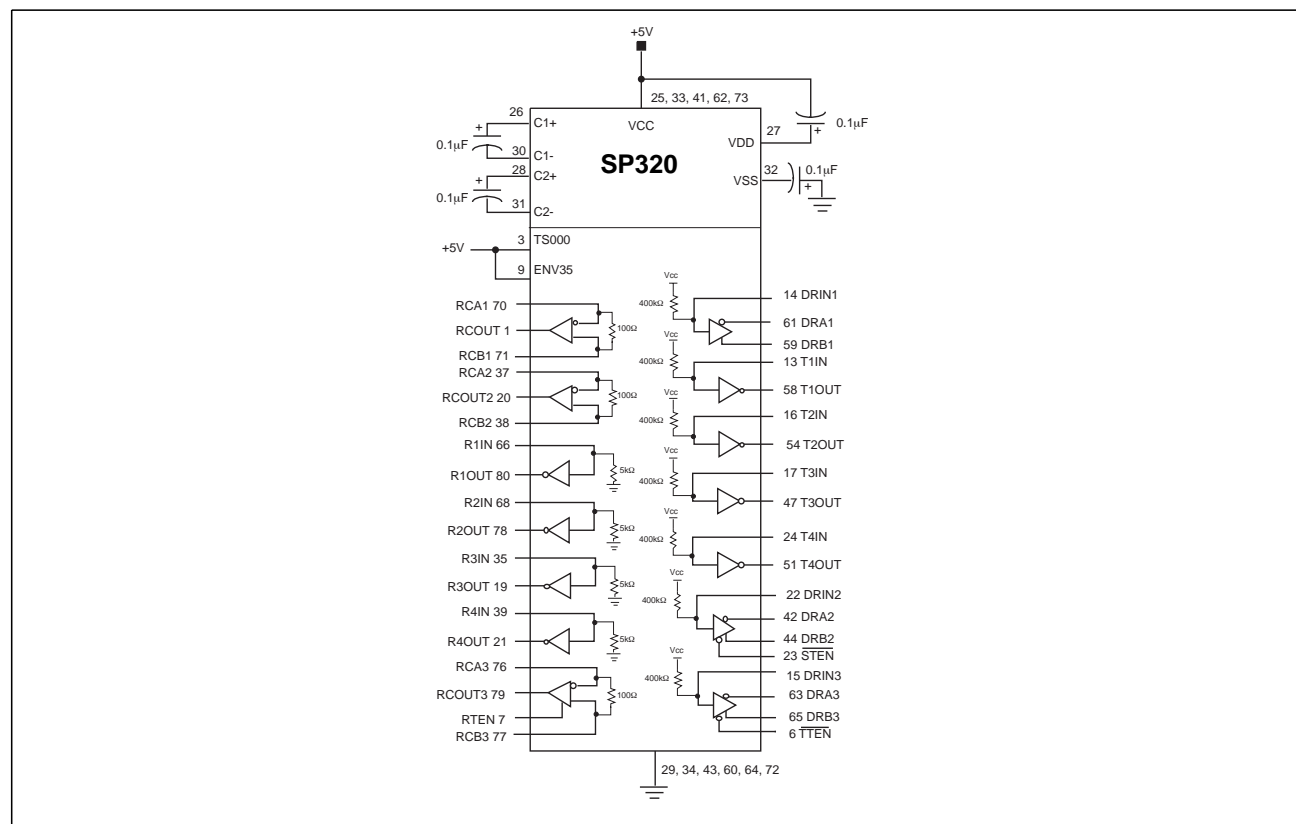 +5V
25, 33, 41, 62, 73
26
C1+
VCC
27
VDD
+
0.1µF
+
0.1µF
30
C1-
28
C2+
SP320
32
VSS
0.1µF
+
+
0.1µF
31
C2-
+5V
3
TS000
9
ENV35
RCA1 70
RCOUT 1
100Ω
RCB1 71
RCA2 37
RCOUT2 20
100Ω
RCB2 38
R1IN 66
5kΩ
R1OUT 80
R2IN 68
5kΩ
R2OUT 78
R3IN 35
5kΩ
R3OUT 19
R4IN 39
5kΩ
R4OUT 21
RCA3 76
RCOUT3 79
100Ω
RTEN 7
RCB3 77
Vcc
400kΩ
14 DRIN1
61 DRA1
59 DRB1
Vcc
400kΩ
13 T1IN
58 T1OUT
Vcc
400kΩ
16 T2IN
54 T2OUT
Vcc
400kΩ
17 T3IN
47 T3OUT
Vcc
400kΩ
24 T4IN
51 T4OUT
Vcc
400kΩ
22 DRIN2
42 DRA2
44 DRB2
23 STEN
Vcc
400kΩ
15 DRIN3
63 DRA3
65 DRB3
6 TTEN
29, 34, 43, 60, 64, 72